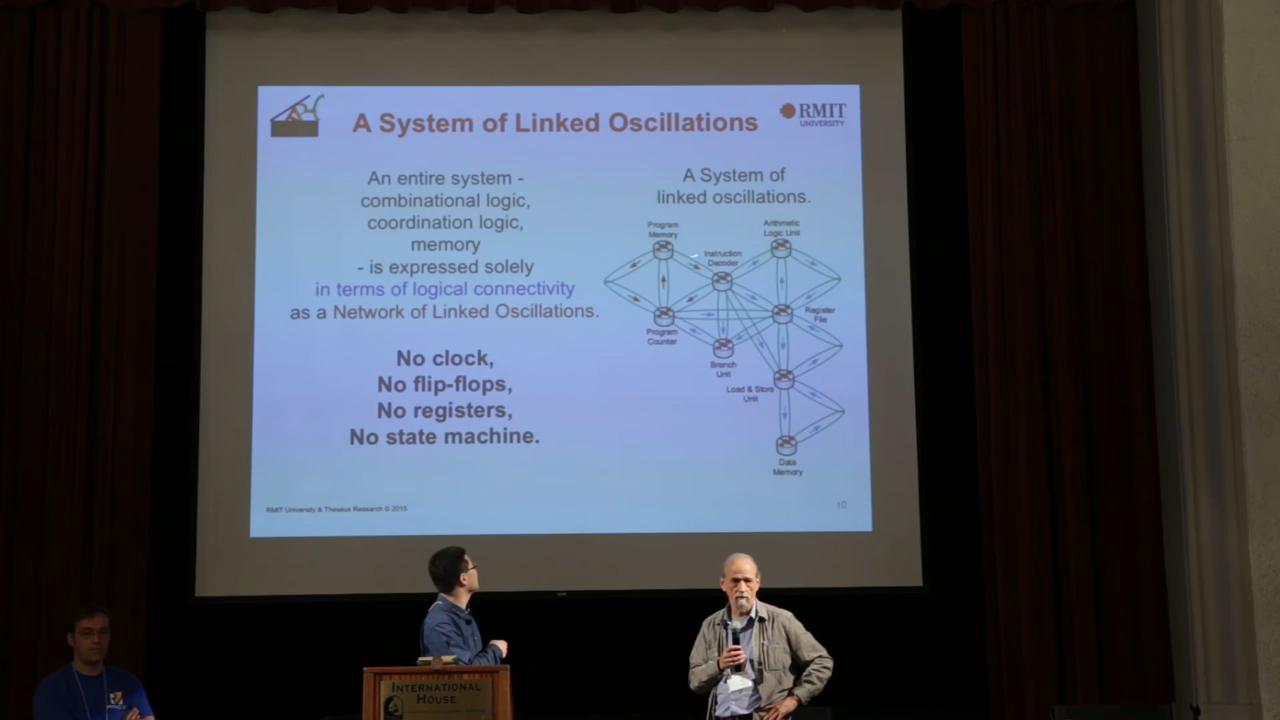 A System of Linked Oscillations
RMIT
UNIVERSITY
An entire system -
combinational logic,
coordination logic,
memory
- is expressed solely
in terms of logical connectivity
as a Network of Linked Oscillations.
No clock,
No flip-flops,
No registers,
No state machine.
A System of
linked oscillations.
Program
Memory
Arithmetic
Logic Unit
Instruction
Decoder
Program
Counter
Register
File
Branch
Unit
Load & Store
Unit
Data
Memory
RMIT University & Theseus Research © 2015
10
INTERNATIONAL
HOUSE